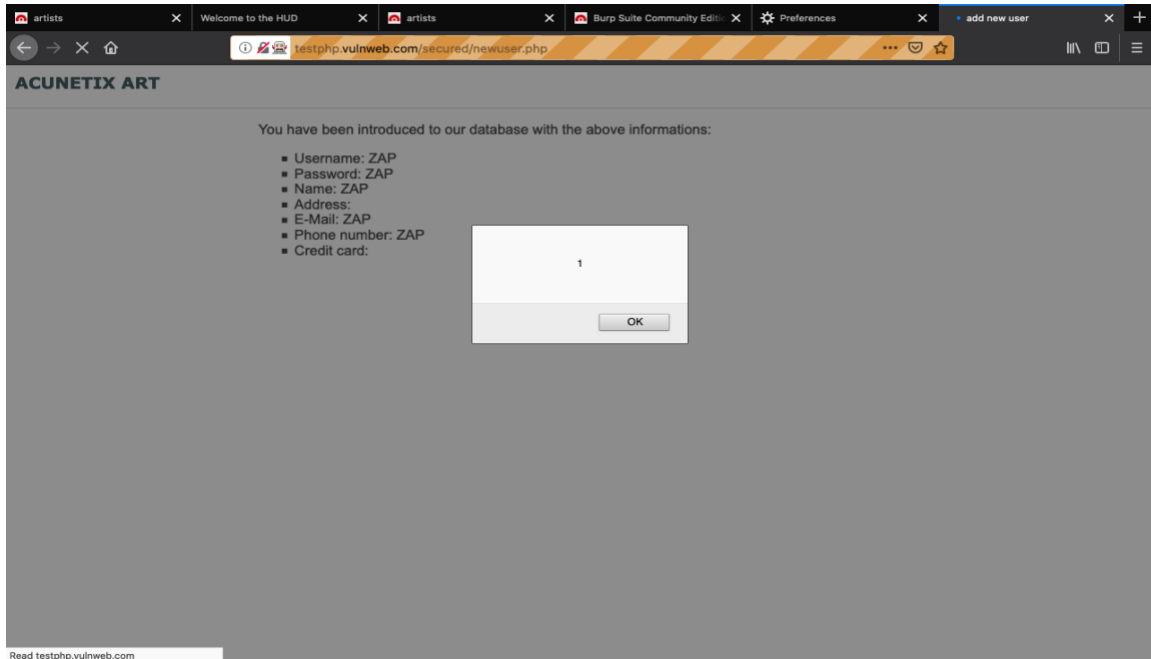 artists
Welcome to the HUD
artists
Burp Suite Community Editio
Preferences
add new user
testphp.vulnweb.com/secured/newuser.php
ACUNETIX ART
You have been introduced to our database with the above informations:
Username: ZAP
Password: ZAP
Name: ZAP
Address:
E-Mail: ZAP
Phone number: ZAP
Credit card:
1
OK
Read testphp.vulnweb.com